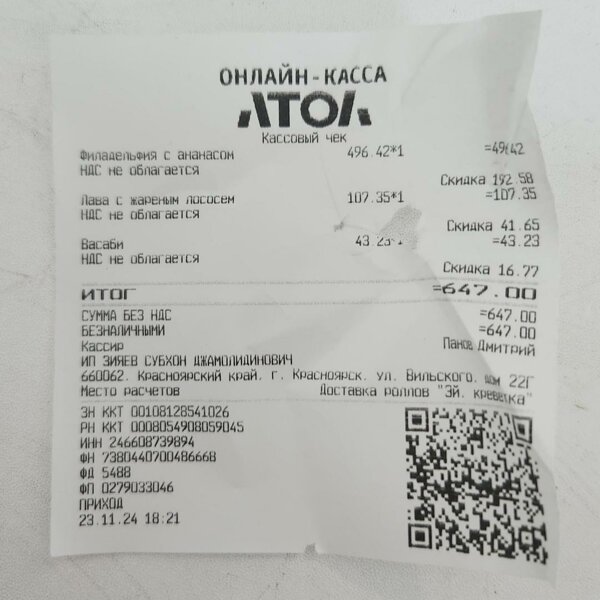 ОНЛАЙН-КАССА
АТОЛ
Кассовый чек
Филадельфия с ананасом 496.42*1
НДС не облагается
Скидка 192.58
Лава с жареным лососем 107.35*1 =107.35
НДС не облагается
Скидка 41.65
Васаби =43.23
НДС не облагается
Скидка 16.77
ИТОГ =647.00
СУММА БЕЗ НДС =647.00
БЕЗНАЛИЧНЫМИ =647.00
Кассир Панов Дмитрий
ИП ЗИЯЕВ СУБХОН ДЖАМОЛИДИНОВИЧ
660062. Красноярский край, г. Красноярск, ул. Вильского, дом 22Г
Место расчетов Доставка роллов "Эй, креветка"
ЗН ККТ 00108128541026
РН ККТ 0008054908059045
ИНН 246608739894
ФН 7380440700486668
ФД 5488
ФП 0279033046
ПРИХОД
23.11.24 18:21